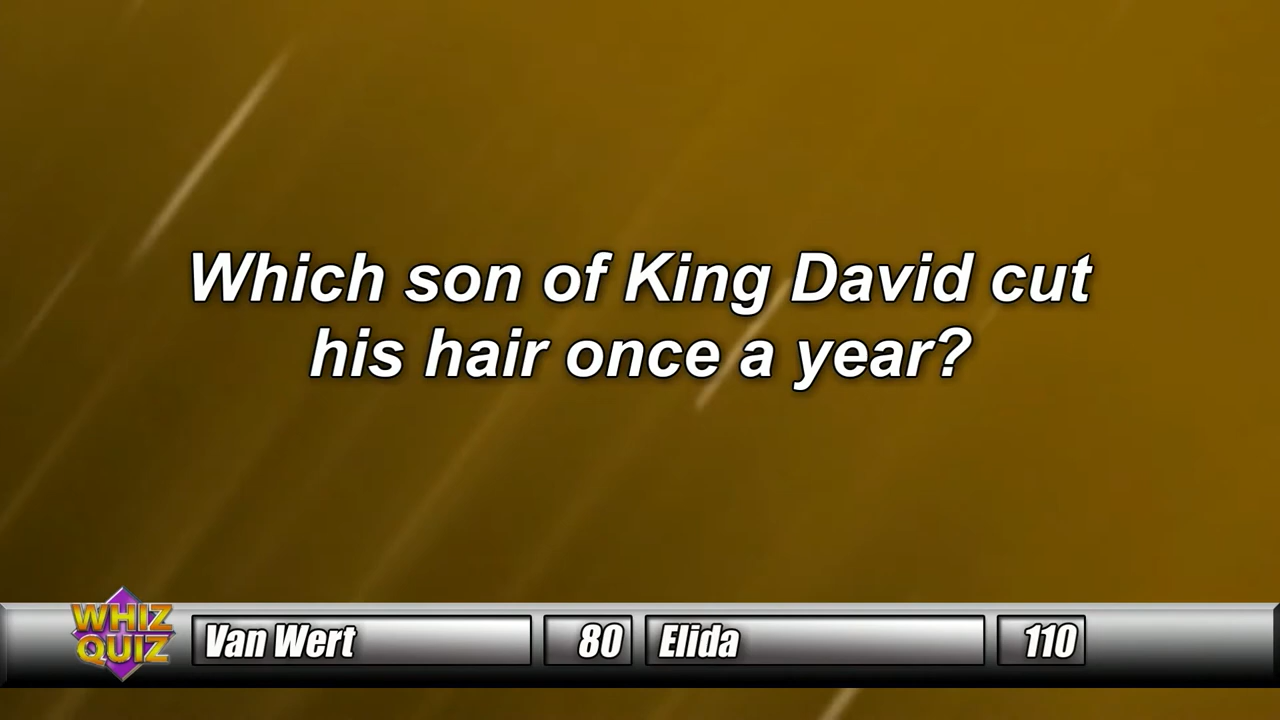 Which son of King David cut
his hair once a year?
WHIZ
QUIZ
Van Wert 80 Elida 110